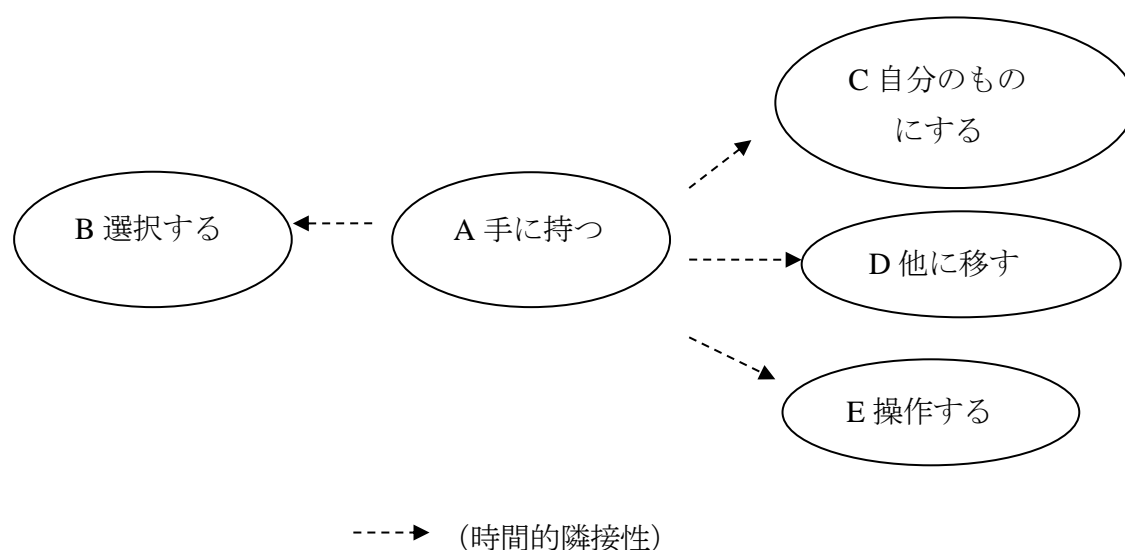 C 自分のもの
にする
B 選択する
A 手に持つ
D 他に移す
E 操作する
(時間的隣接性)